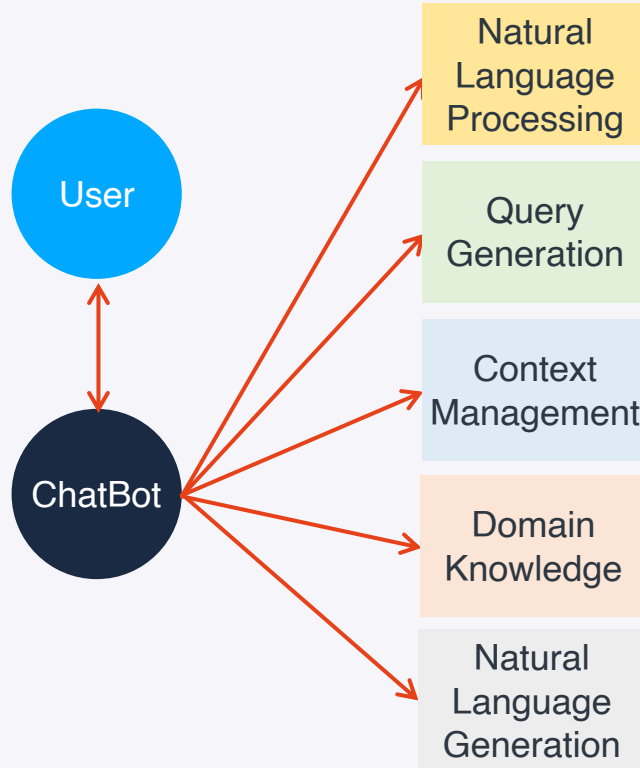 Natural
Language
Processing
User
Query
Generation
Context
Management
ChatBot
Domain
Knowledge
Natural
Language
Generation